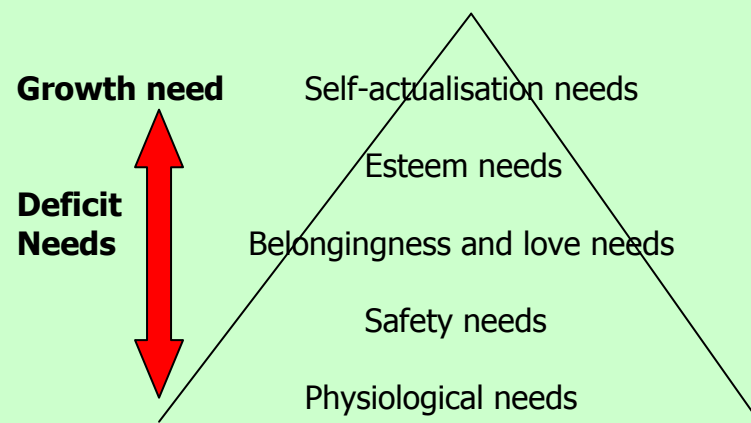 Growth need
Self-actualisation needs
Esteem needs
Deficit
Needs
Belongingness and love needs
Safety needs
Physiological needs